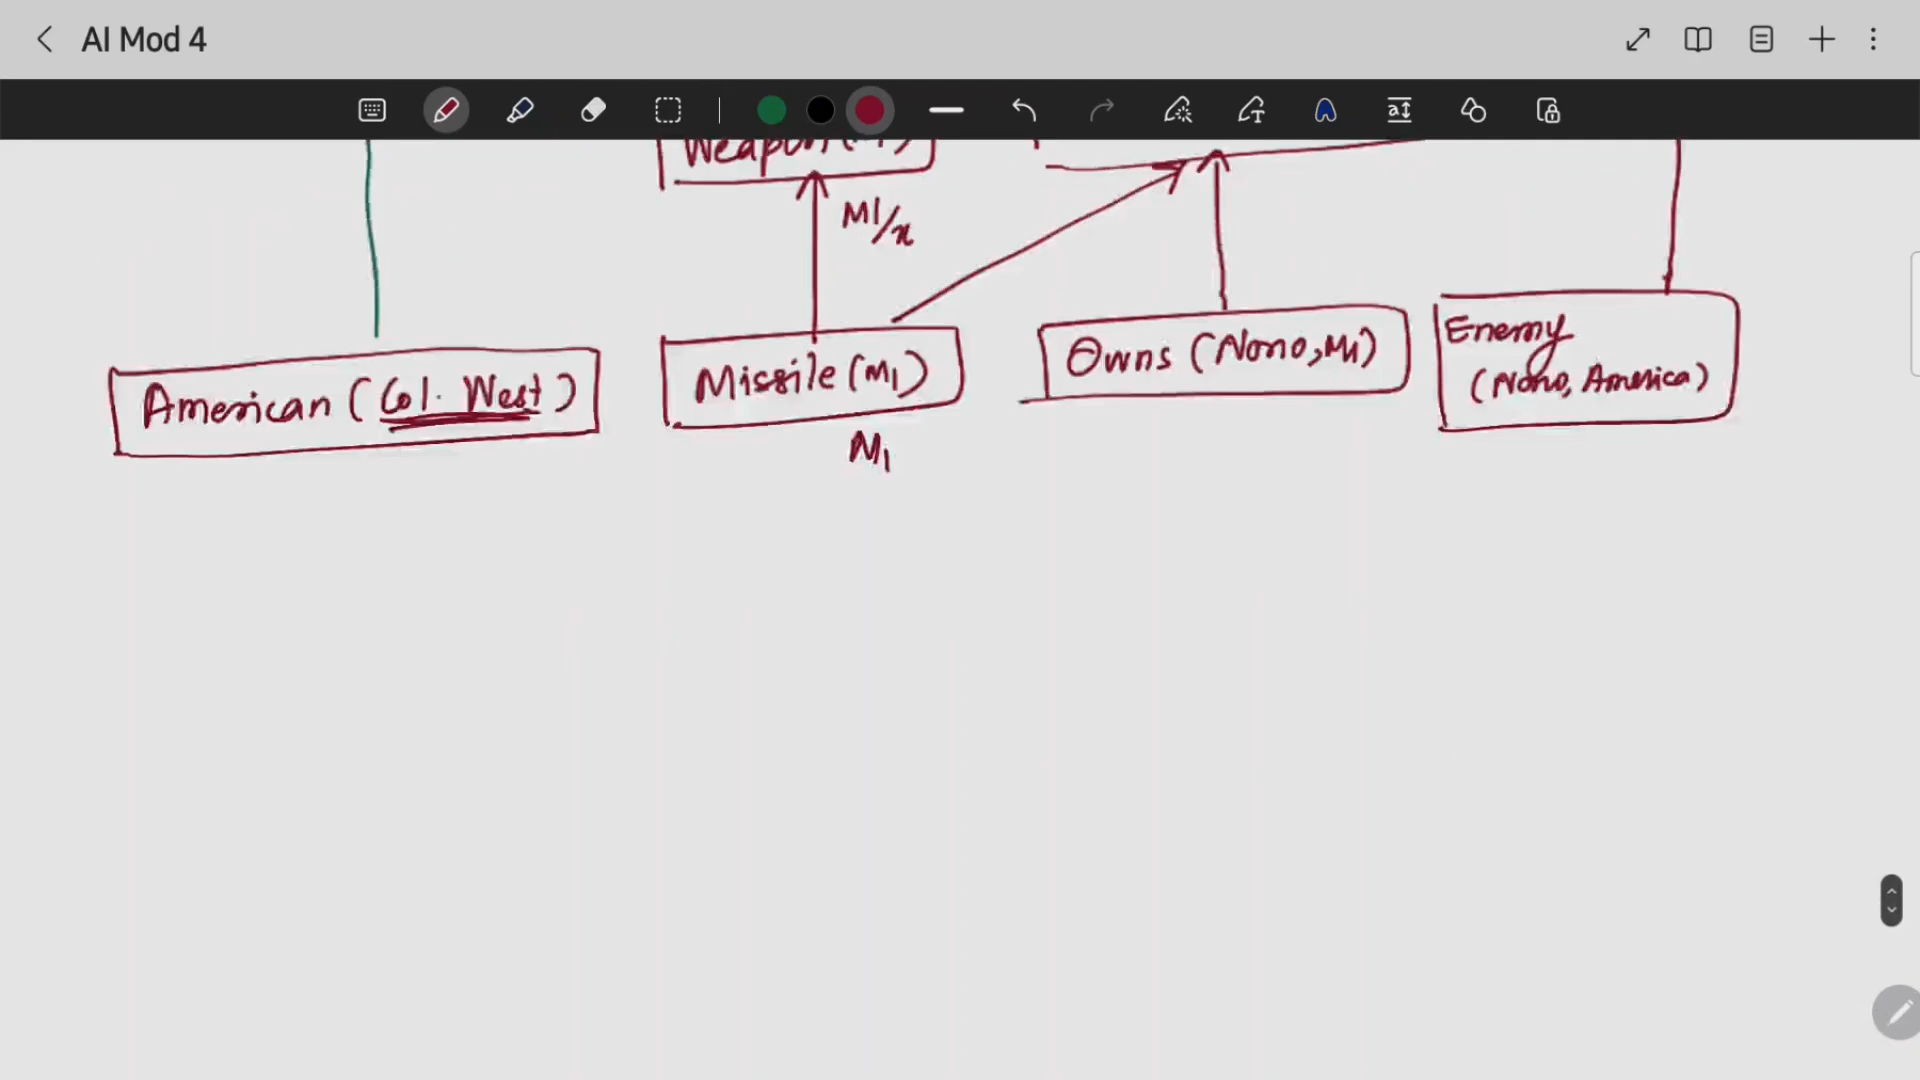 AI Mod 4
M1/x
American (Col. West)
Missile (M1)
Owns (Nono, M1)
Enemy
(Nono, America)
M1